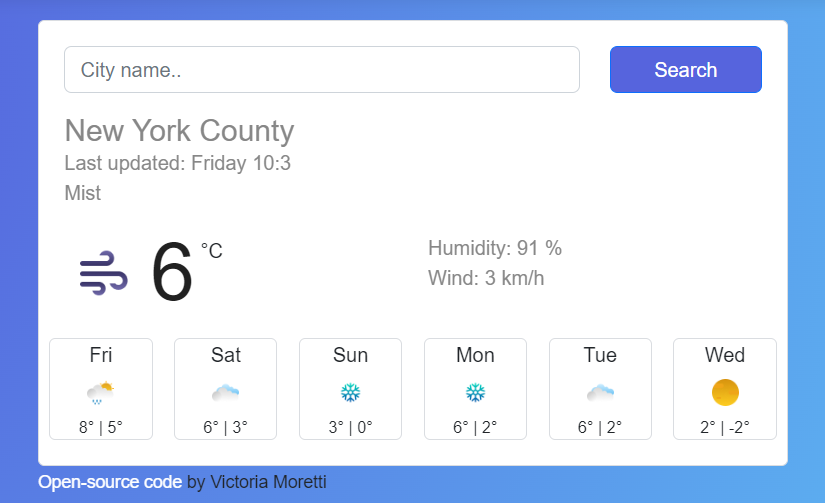 City name..
Search
New York County
Last updated: Friday 10:3
Mist
6 °C
Humidity: 91 %
Wind: 3 km/h
Fri Sat Sun Mon Tue Wed
8° | 5° 6° | 3° 3° | 0° 6° | 2° 6° | 2° 2° | -2°
Open-source code by Victoria Moretti